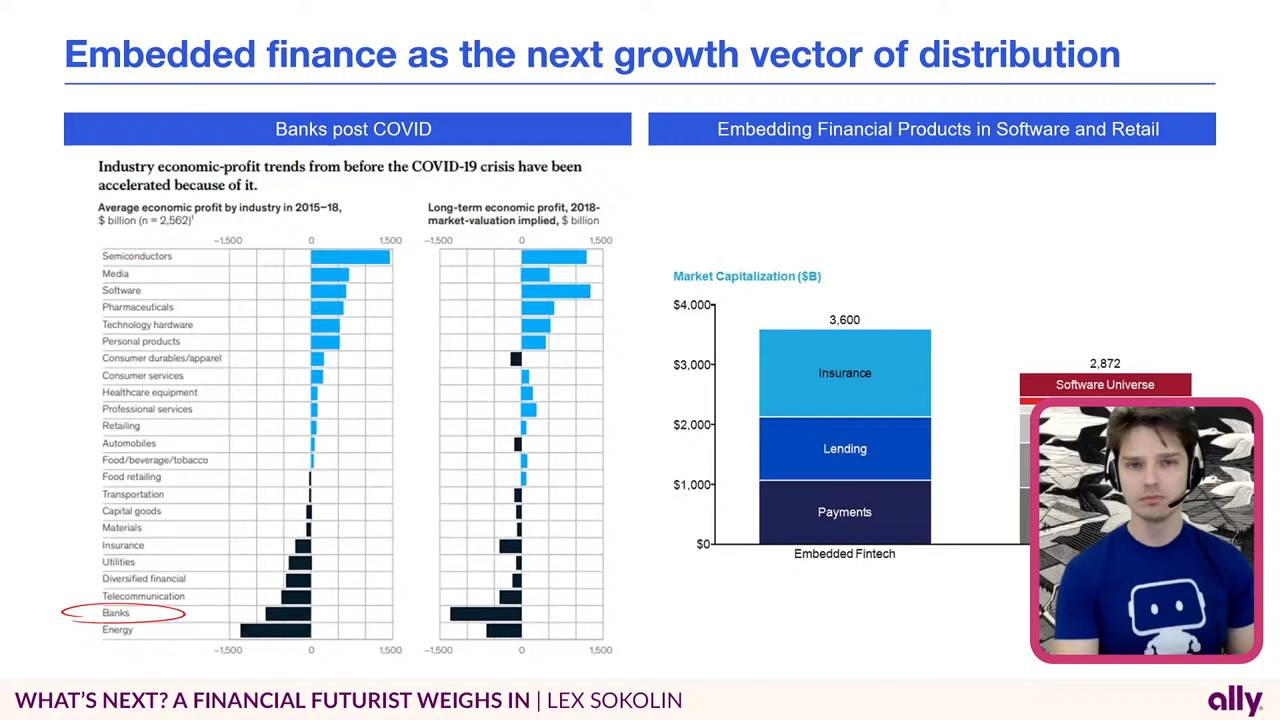 Embedded finance as the next growth vector of distribution
Banks post COVID
Industry economic-profit trends from before the COVID-19 crisis have been
accelerated because of it.
Average economic profit by industry in 2015–18,
$ billion (n = 2,562)¹
Long-term economic profit, 2018-
market-valuation implied, $ billion
–1,500 0 1,500
–1,500 0 1,500
Semiconductors
Media
Software
Pharmaceuticals
Technology hardware
Personal products
Consumer durables/apparel
Consumer services
Healthcare equipment
Professional services
Retailing
Automobiles
Food/beverage/tobacco
Food retailing
Transportation
Capital goods
Materials
Insurance
Utilities
Diversified financial
Telecommunication
Banks
Energy
–1,500 0 1,500
–1,500 0 1,500
Embedding Financial Products in Software and Retail
Market Capitalization ($B)
$4,000
$3,000
$2,000
$1,000
$0
3,600
Insurance
Lending
Payments
Embedded Fintech
2,872
Software Universe
WHAT'S NEXT? A FINANCIAL FUTURIST WEIGHS IN | LEX SOKOLIN
ally